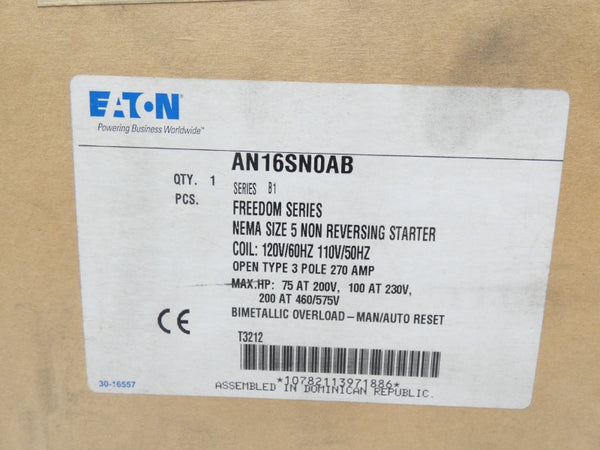 EATON
Powering Business Worldwide™
AN16SN0AB
QTY. 1
PCS.
SERIES B1
FREEDOM SERIES
NEMA SIZE 5 NON REVERSING STARTER
COIL: 120V/60HZ 110V/50HZ
OPEN TYPE 3 POLE 270 AMP
MAX.HP: 75 AT 200V, 100 AT 230V,
200 AT 460/575V
BIMETALLIC OVERLOAD-MAN/AUTO RESET
CE
T3212
*10782113971886*
ASSEMBLED IN DOMINICAN REPUBLIC.
30-16557